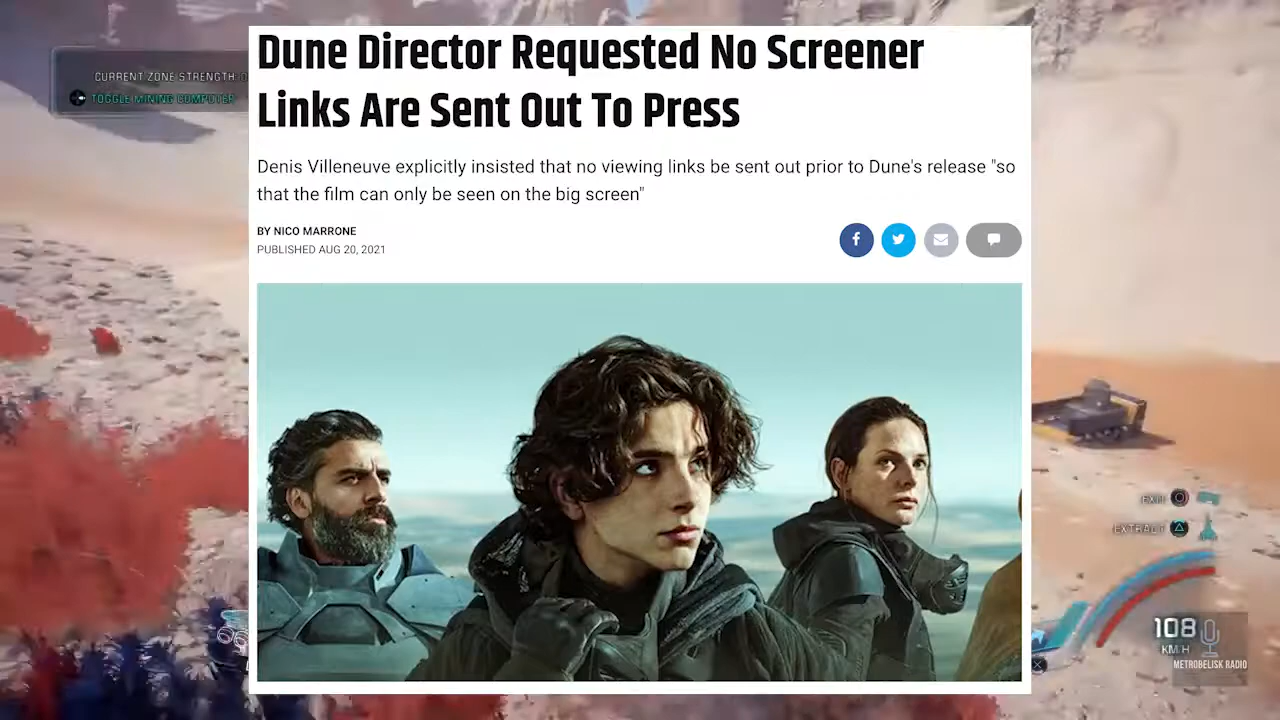 Dune Director Requested No Screener
Links Are Sent Out To Press
Denis Villeneuve explicitly insisted that no viewing links be sent out prior to Dune's release "so
that the film can only be seen on the big screen"
BY NICO MARRONE
PUBLISHED AUG 20, 2021
CURRENT ZONE STRENGTH:
TOGGLE MINING COMPUTER
EXIT
EXTRACT
108
KM/H
METROBELISK RADIO